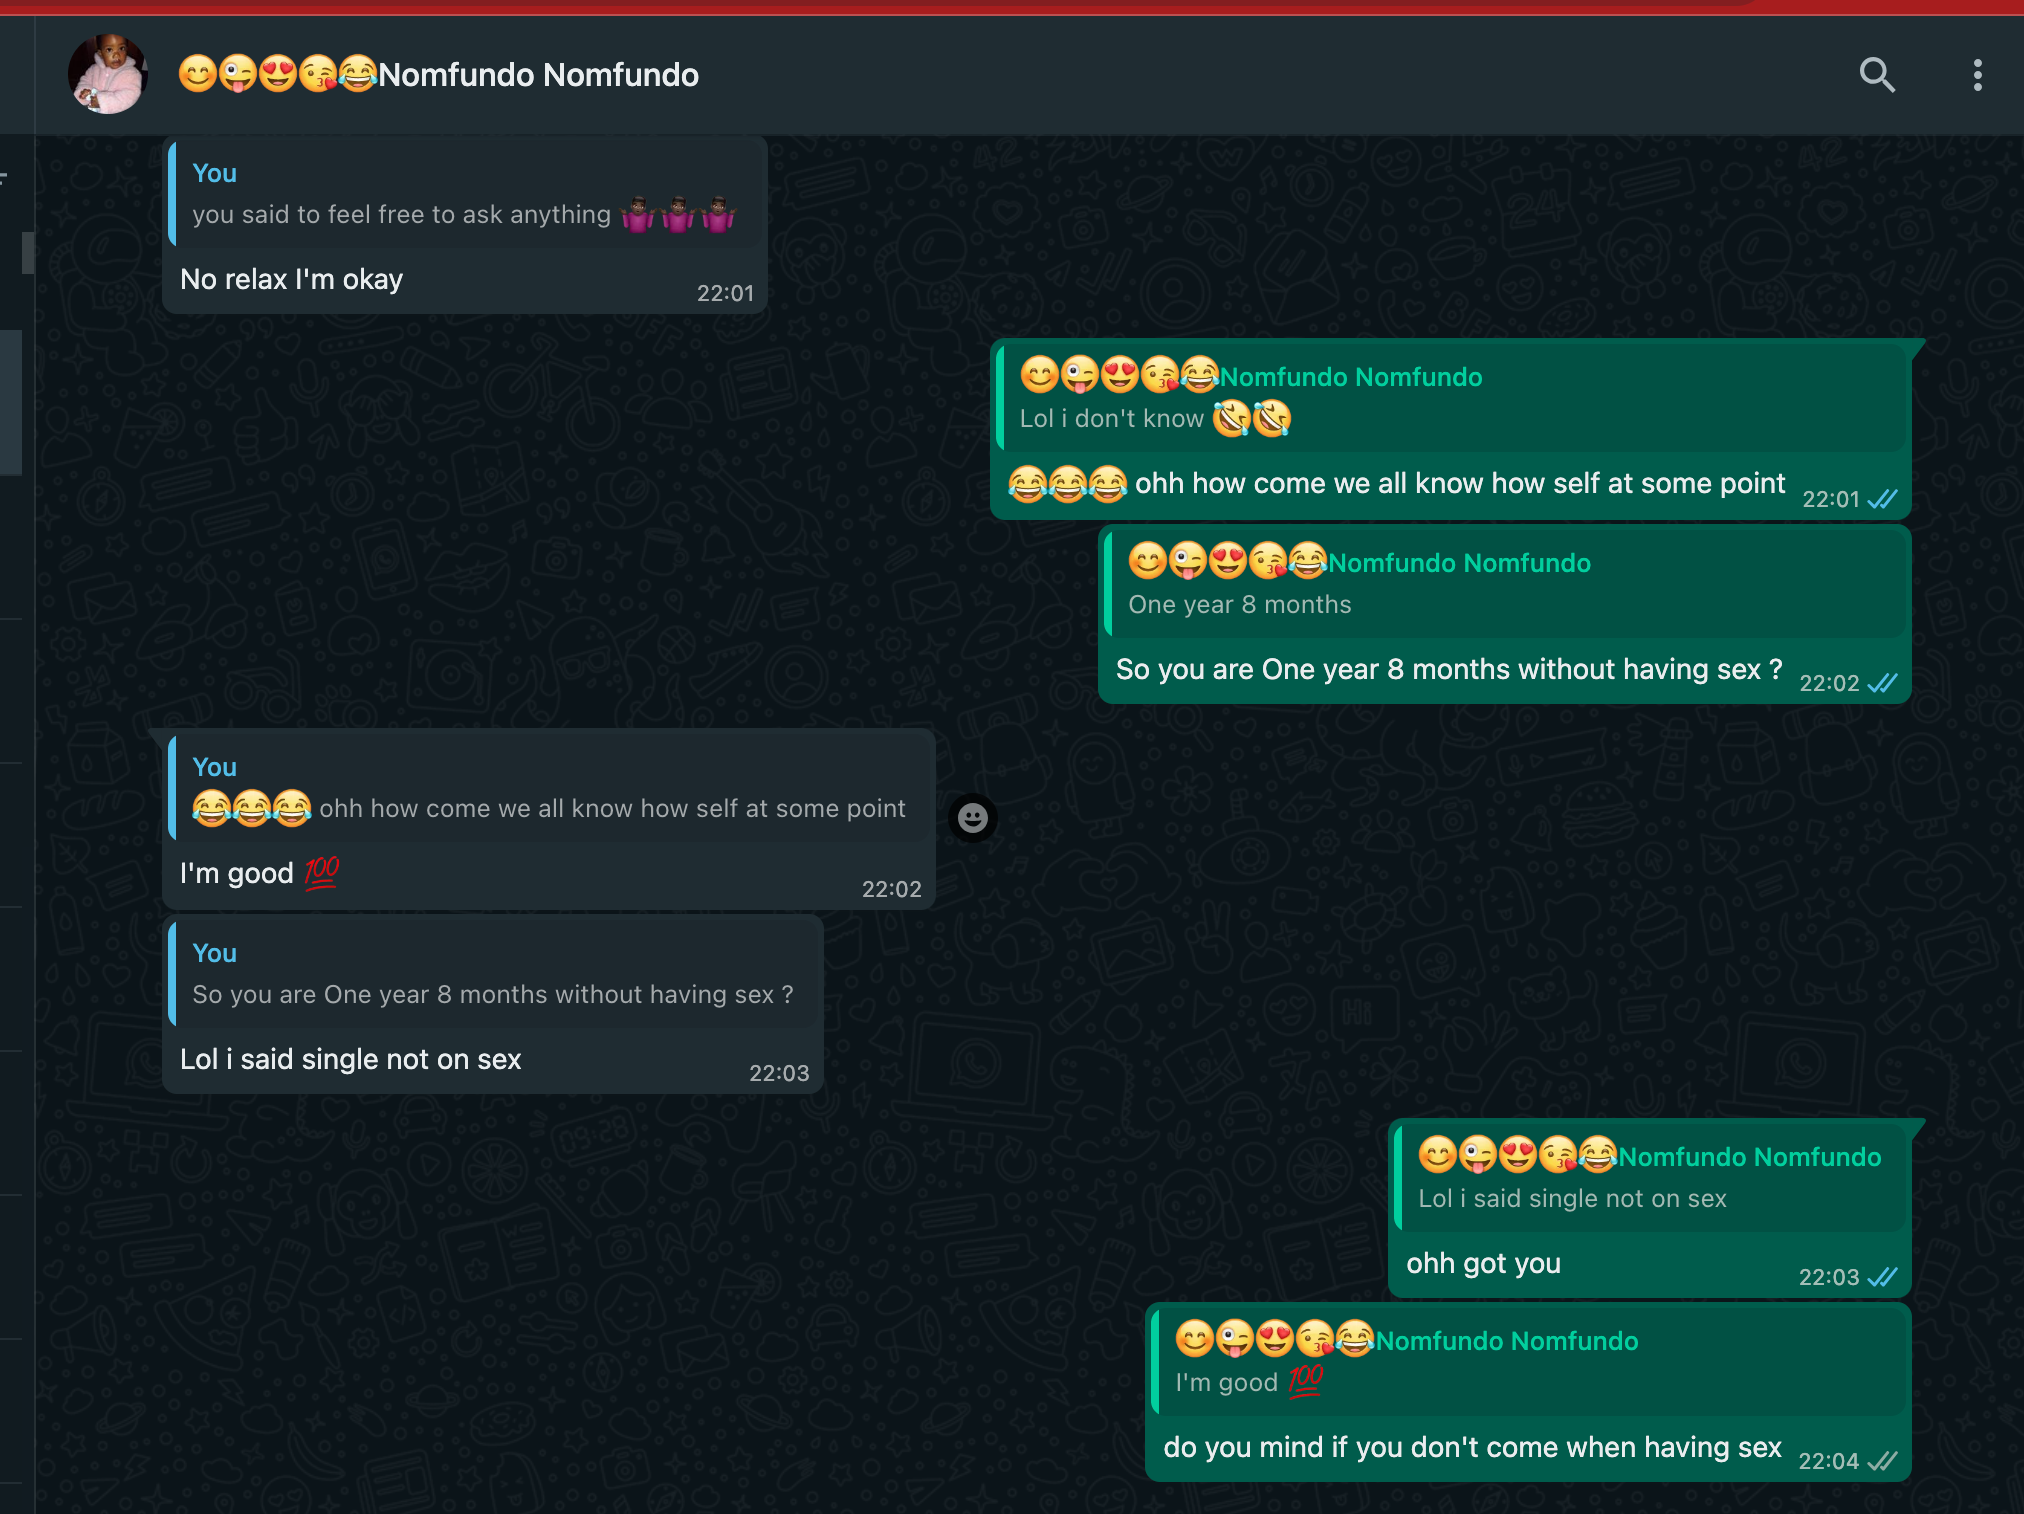 😊😜😍😘😂Nomfundo Nomfundo
You
you said to feel free to ask anything 🤷🏿‍♂️🤷🏿‍♂️🤷🏿‍♂️
No relax I'm okay
22:01
😊😜😍😘😂Nomfundo Nomfundo
Lol i don't know 🤣🤣
😂😂😂 ohh how come we all know how self at some point
22:01
😊😜😍😘😂Nomfundo Nomfundo
One year 8 months
So you are One year 8 months without having sex ?
22:02
You
😂😂😂 ohh how come we all know how self at some point
I'm good 💯
22:02
You
So you are One year 8 months without having sex ?
Lol i said single not on sex
22:03
😊😜😍😘😂Nomfundo Nomfundo
Lol i said single not on sex
ohh got you
22:03
😊😜😍😘😂Nomfundo Nomfundo
I'm good 💯
do you mind if you don't come when having sex
22:04